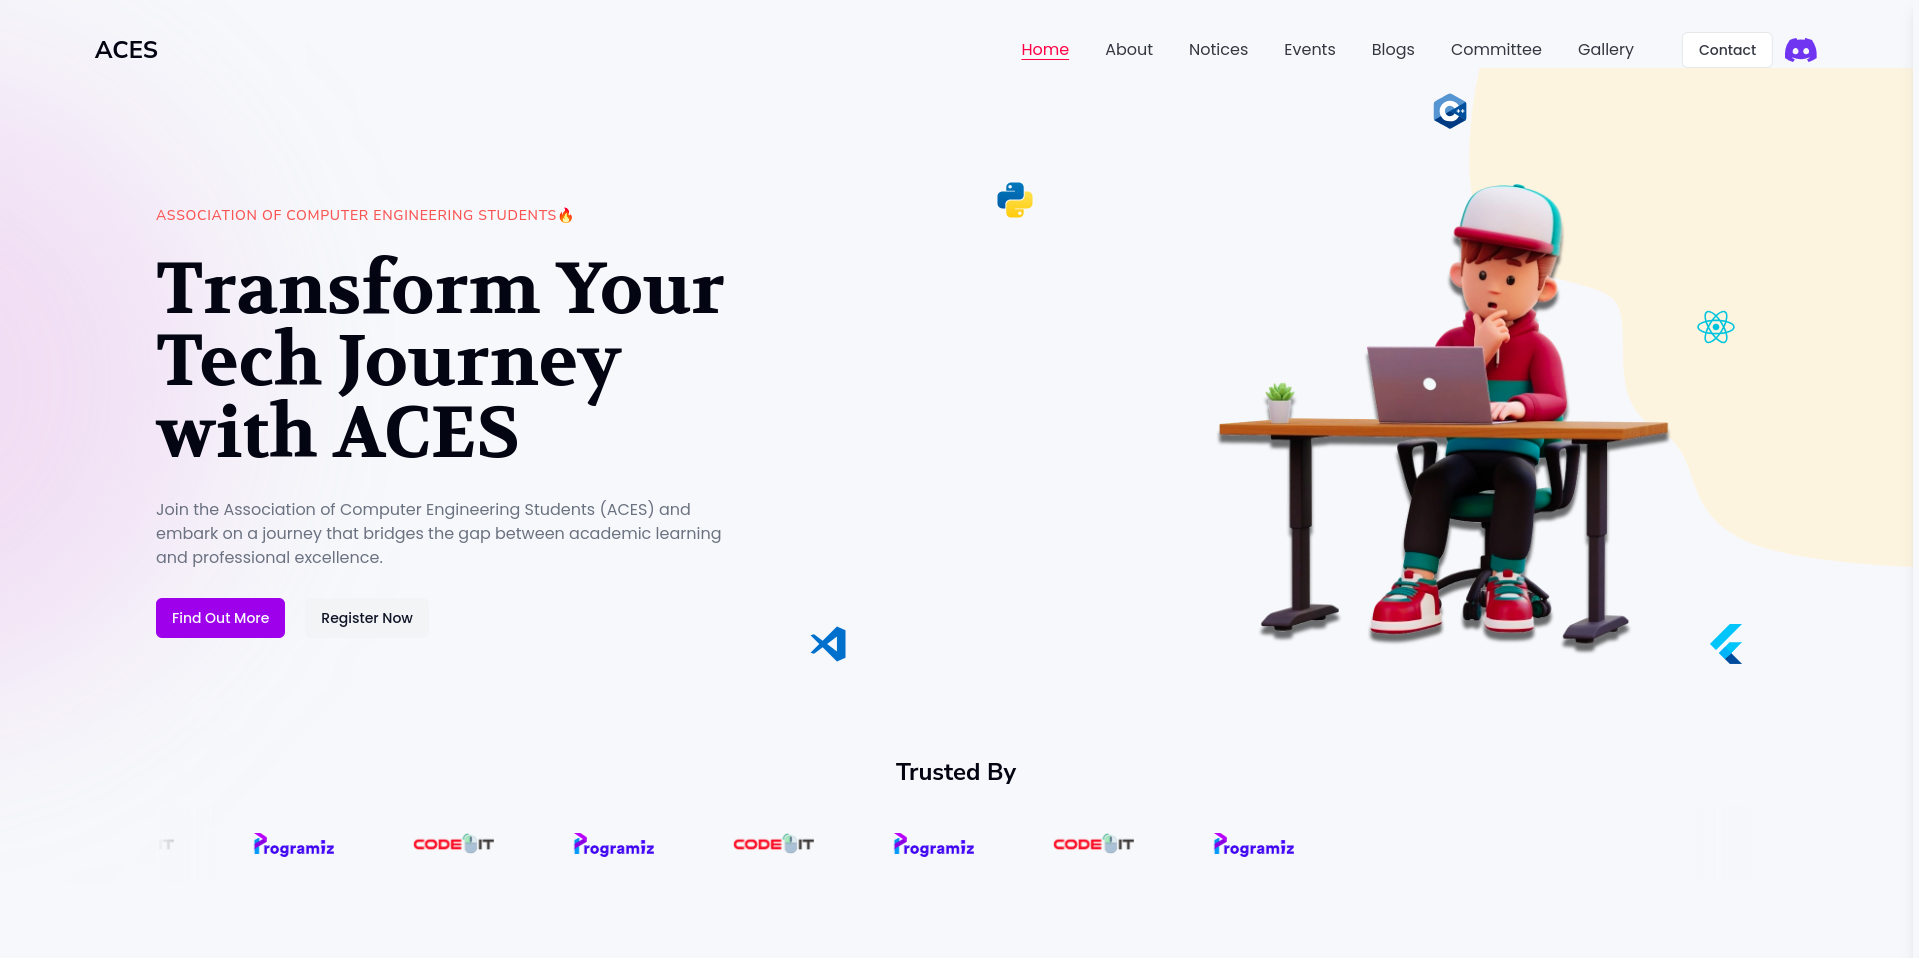 ACES
Home About Notices Events Blogs Committee Gallery Contact
ASSOCIATION OF COMPUTER ENGINEERING STUDENTS🔥
Transform Your
Tech Journey
with ACES
Join the Association of Computer Engineering Students (ACES) and
embark on a journey that bridges the gap between academic learning
and professional excellence.
Find Out More Register Now
Trusted By
IT Programiz CODE IT Programiz CODE IT Programiz CODE IT Programiz